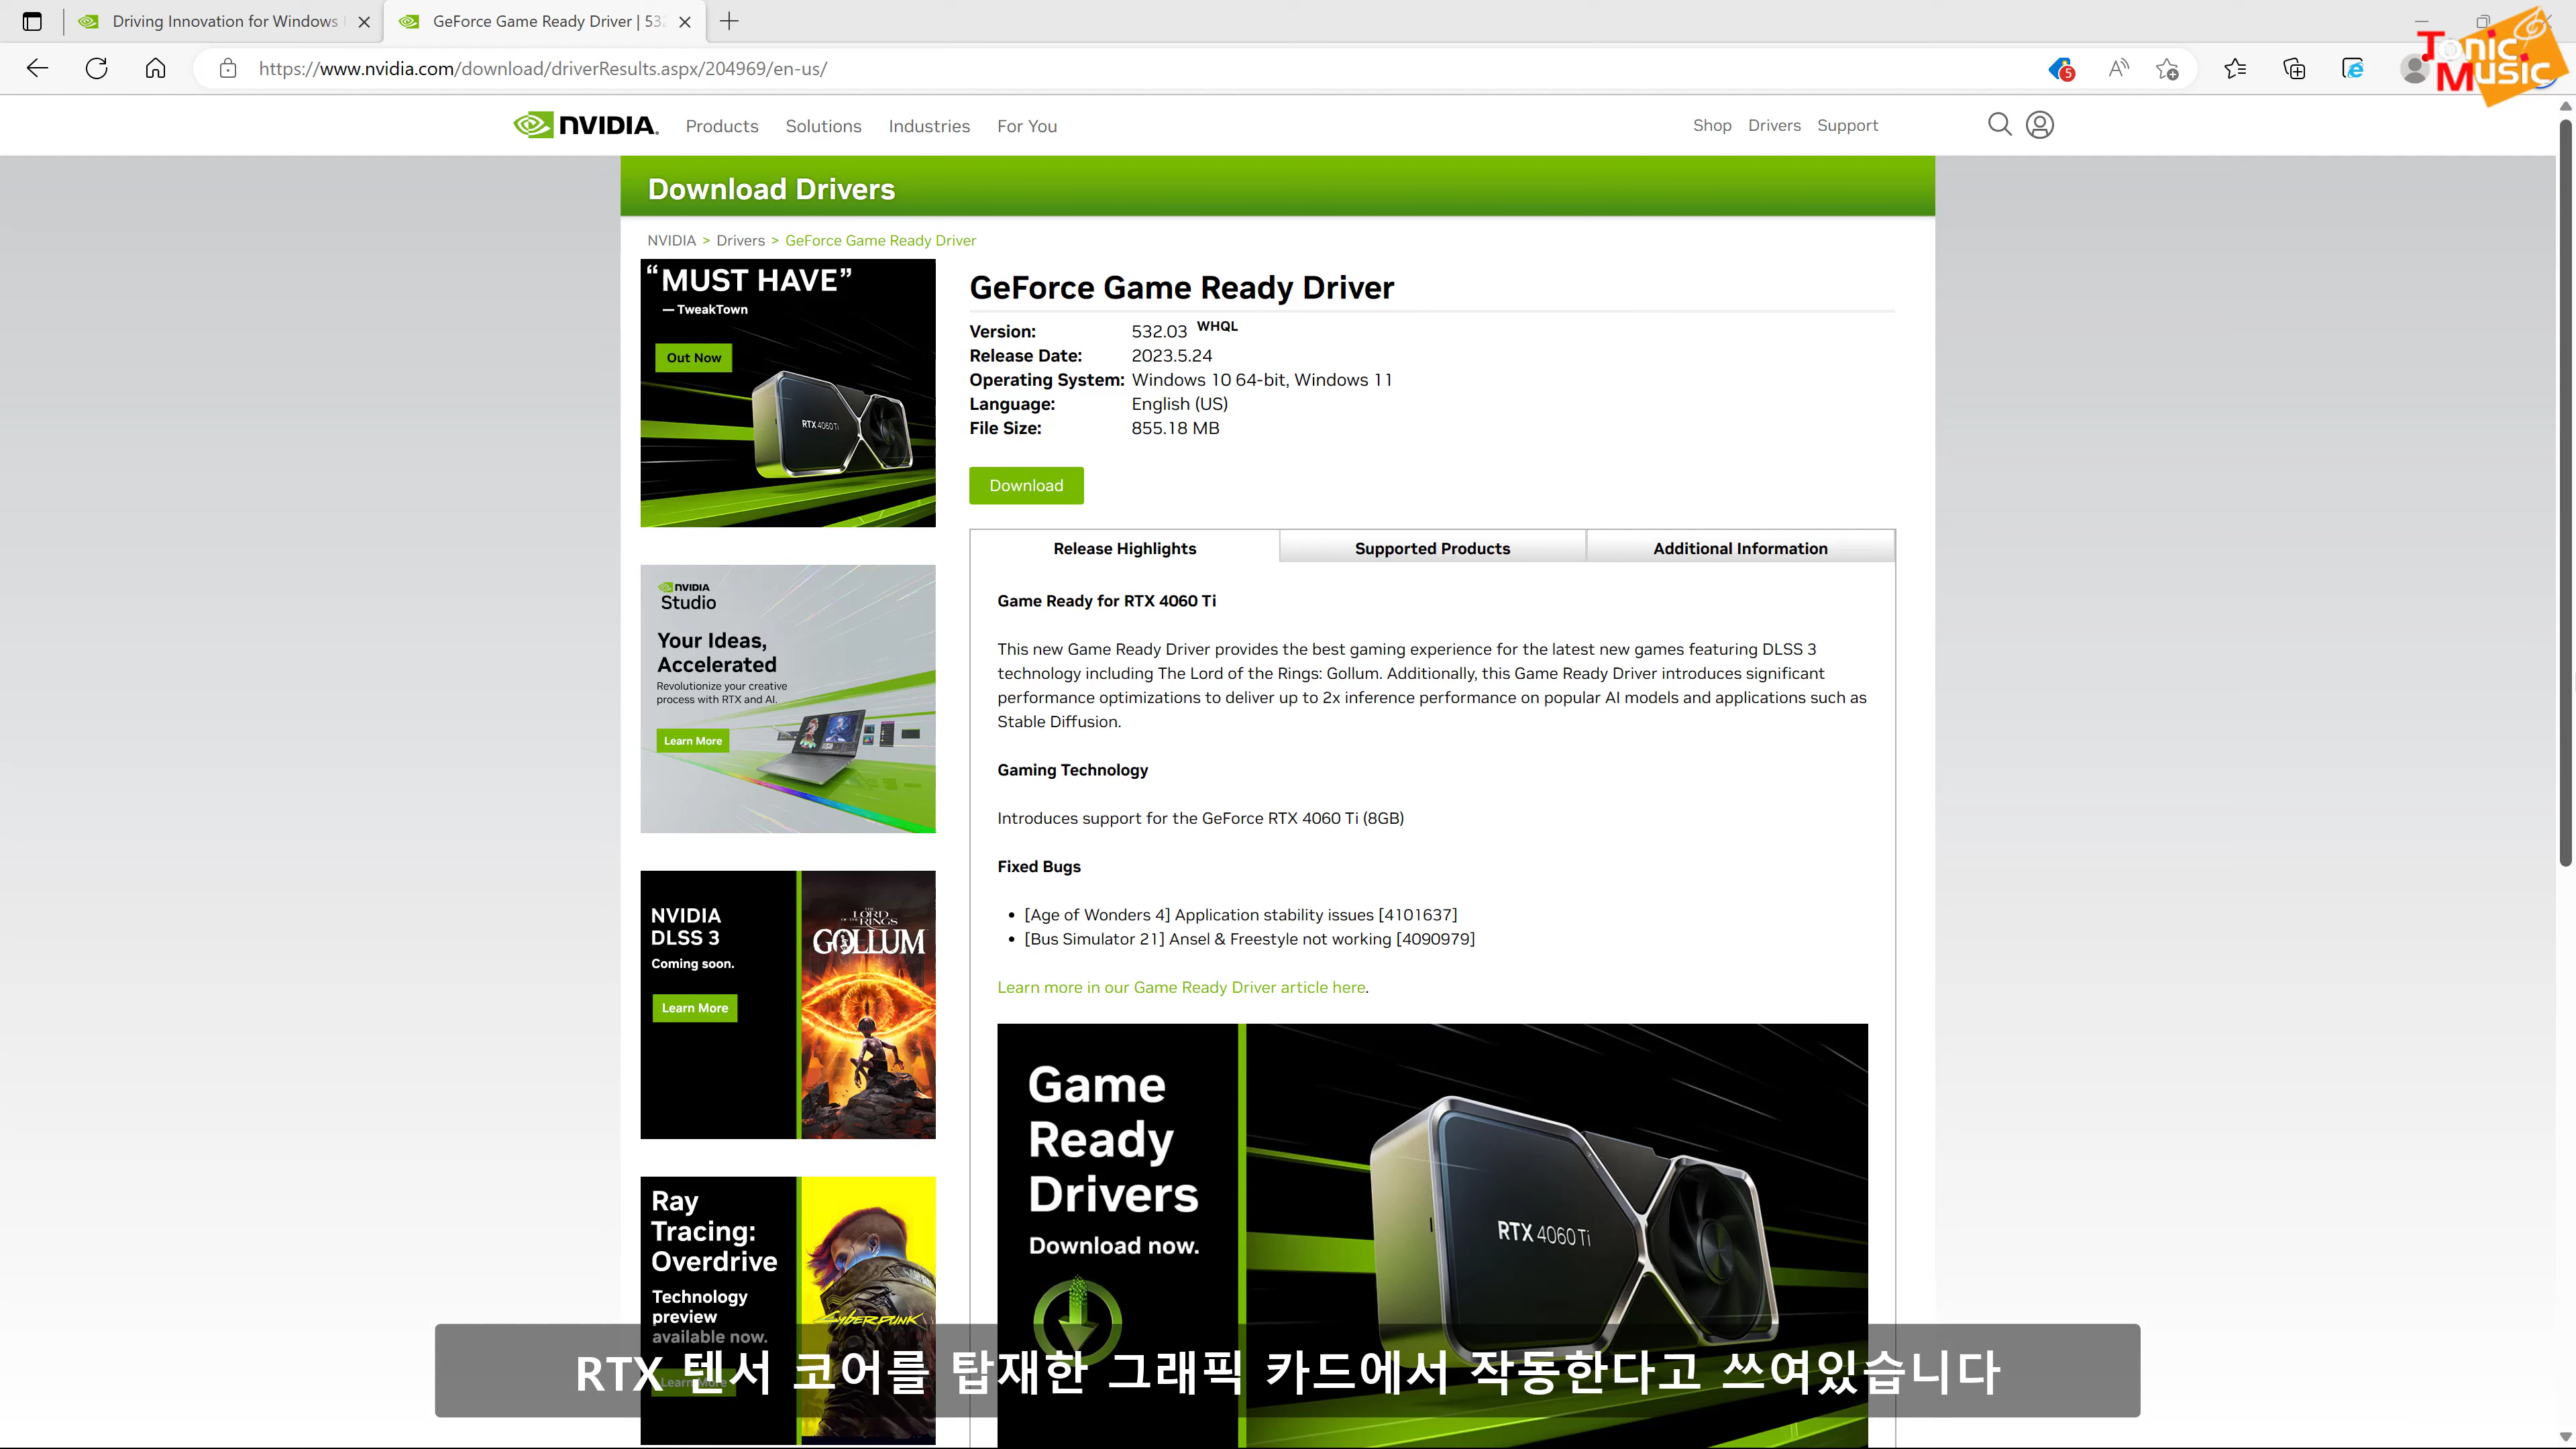 Driving Innovation for Windows
GeForce Game Ready Driver | 532
https://www.nvidia.com/download/driverResults.aspx/204969/en-us/
5
Tonic Music
NVIDIA. Products Solutions Industries For You Shop Drivers Support
Download Drivers
NVIDIA > Drivers > GeForce Game Ready Driver
“MUST HAVE”
— TweakTown
Out Now
RTX 4060 Ti
NVIDIA
Studio
Your Ideas,
Accelerated
Revolutionize your creative
process with RTX and AI.
Learn More
NVIDIA
DLSS 3
Coming soon.
Learn More
THE
LORD
OF THE RINGS
GOLLUM
Ray
Tracing:
Overdrive
Technology
preview
available now.
Learn More
CYBERPUNK
GeForce Game Ready Driver
Version: 532.03 WHQL
Release Date: 2023.5.24
Operating System: Windows 10 64-bit, Windows 11
Language: English (US)
File Size: 855.18 MB
Download
Release Highlights Supported Products Additional Information
Game Ready for RTX 4060 Ti
This new Game Ready Driver provides the best gaming experience for the latest new games featuring DLSS 3
technology including The Lord of the Rings: Gollum. Additionally, this Game Ready Driver introduces significant
performance optimizations to deliver up to 2x inference performance on popular AI models and applications such as
Stable Diffusion.
Gaming Technology
Introduces support for the GeForce RTX 4060 Ti (8GB)
Fixed Bugs
• [Age of Wonders 4] Application stability issues [4101637]
• [Bus Simulator 21] Ansel & Freestyle not working [4090979]
Learn more in our Game Ready Driver article here.
Game
Ready
Drivers
Download now.
RTX 4060 Ti
RTX 텐서 코어를 탑재한 그래픽 카드에서 작동한다고 쓰여있습니다